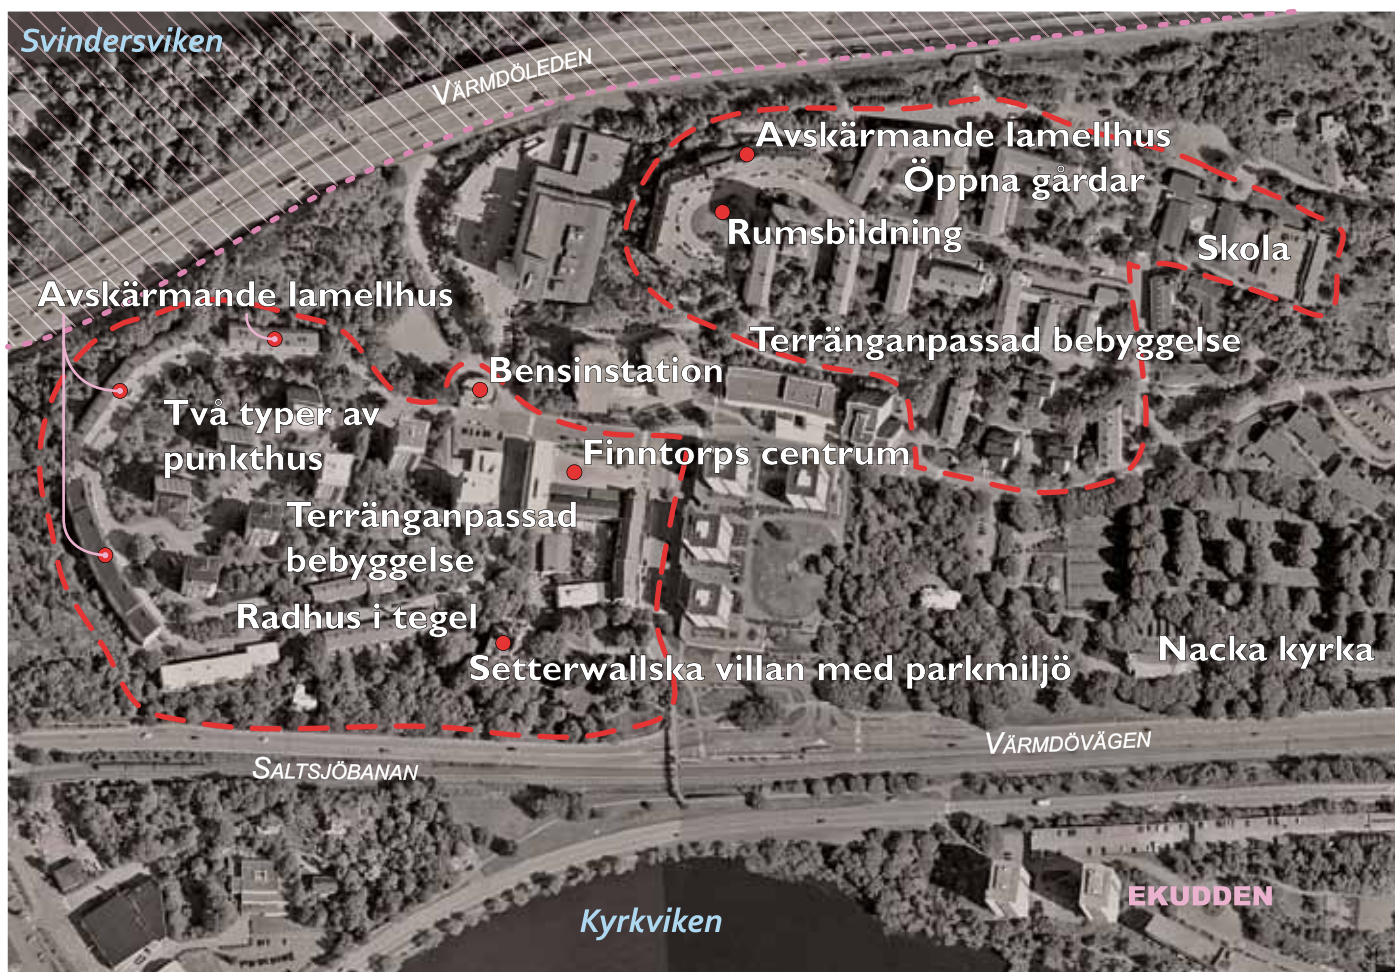 Svindersviken
VÄRMDÖLEDEN
Avskärmande lamellhus
Öppna gårdar
Rumsbildning
Skola
Avskärmande lamellhus
Terränganpassad bebyggelse
Bensinstation
Två typer av
punkthus
Finntorps centrum
Terränganpassad
bebyggelse
Radhus i tegel
Setterwallska villan med parkmiljö
Nacka kyrka
VÄRMDÖVÄGEN
SALTSJÖBANAN
EKUDDEN
Kyrkviken